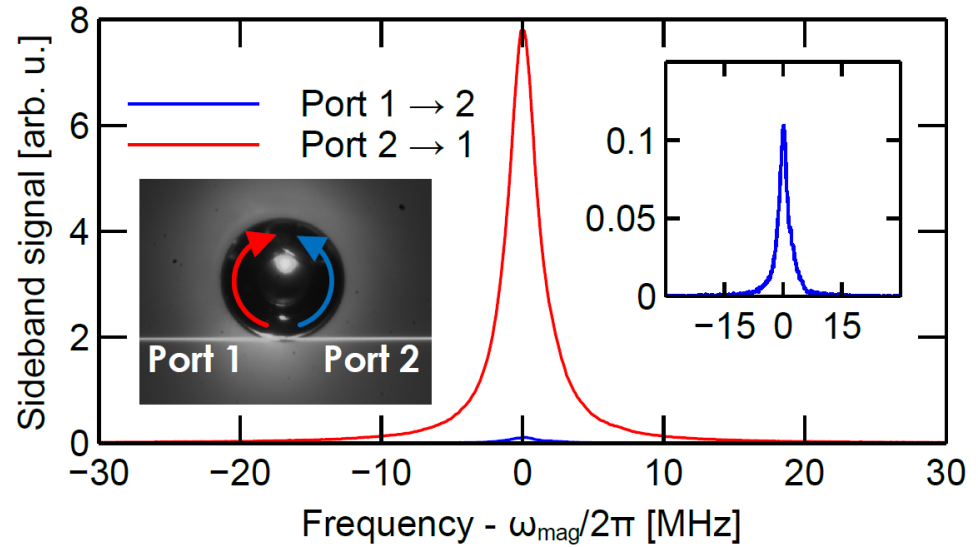 Sideband signal [arb. u.]
8
6
4
2
0
Port 1 → 2
Port 2 → 1
Port 1 Port 2
0.1
0.05
0
−15 0 15
−30 −20 −10 0 10 20 30
Frequency - ωmag/2π [MHz]